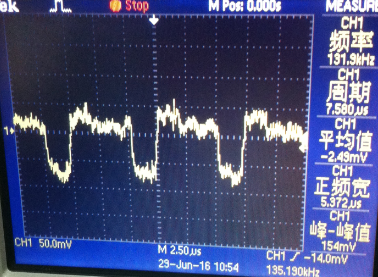 ek Stop M Pos: 0.000s MEASURE
CH1
频率
131.9kHz
CH1
周期
7.580µs
CH1
平均值
-2.49mV
CH1
正频宽
5.372µs
CH1
峰-峰值
154mV
1+
CH1 50.0mV M 2.50µs CH1 -14.0mV
29-Jun-16 10:54 135.190kHz